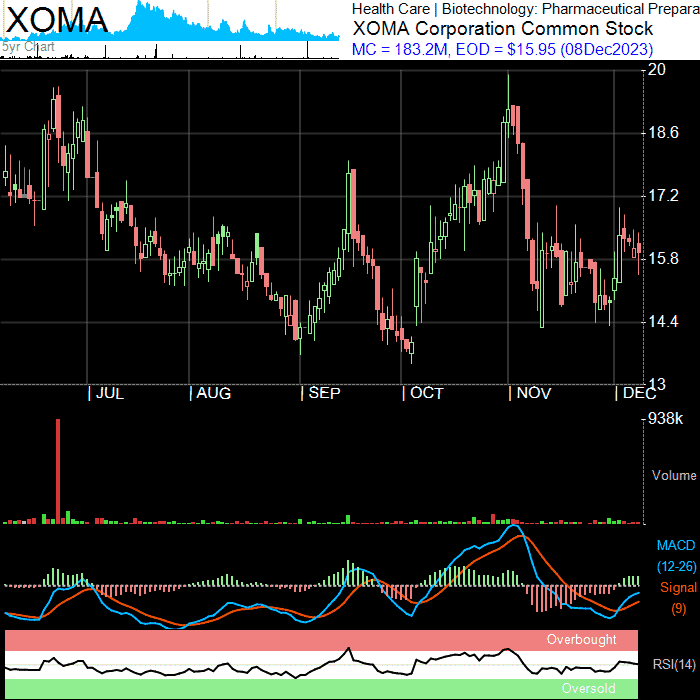 XOMA
Health Care | Biotechnology: Pharmaceutical Prepara
XOMA Corporation Common Stock
5yr Chart
MC = 183.2M, EOD = $15.95 (08Dec2023)
20
18.6
17.2
15.8
14.4
13
| JUL | AUG | SEP | OCT | NOV | DEC
938k
Volume
MACD
(12-26)
Signal
(9)
Overbought
RSI(14)
Oversold